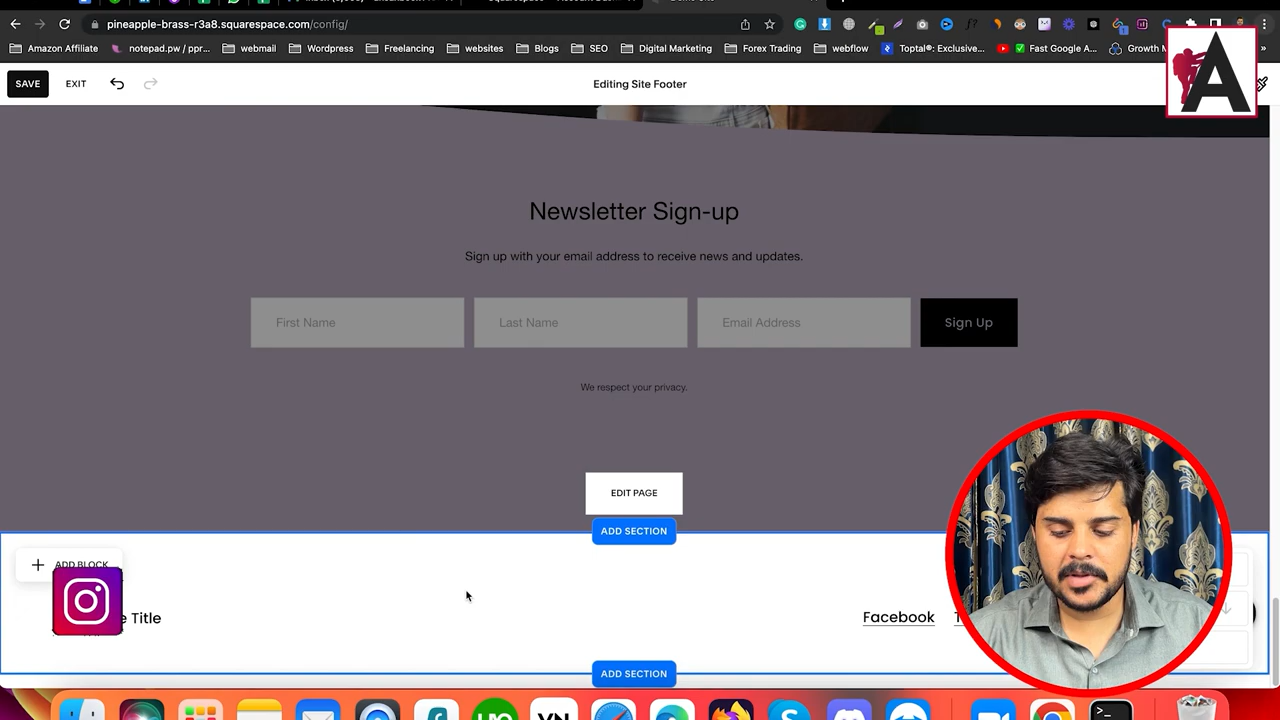 pineapple-brass-r3a8.squarespace.com/config/
Amazon Affiliate
notepad.pw / ppr...
webmail
Wordpress
Freelancing
websites
Blogs
SEO
Digital Marketing
Forex Trading
webflow
Toptal®: Exclusive...
Fast Google A...
Growth
A
SAVE
EXIT
Editing Site Footer
Newsletter Sign-up
Sign up with your email address to receive news and updates.
First Name
Last Name
Email Address
Sign Up
We respect your privacy.
EDIT PAGE
ADD SECTION
ADD BLOCK
Title
Facebook
ADD SECTION